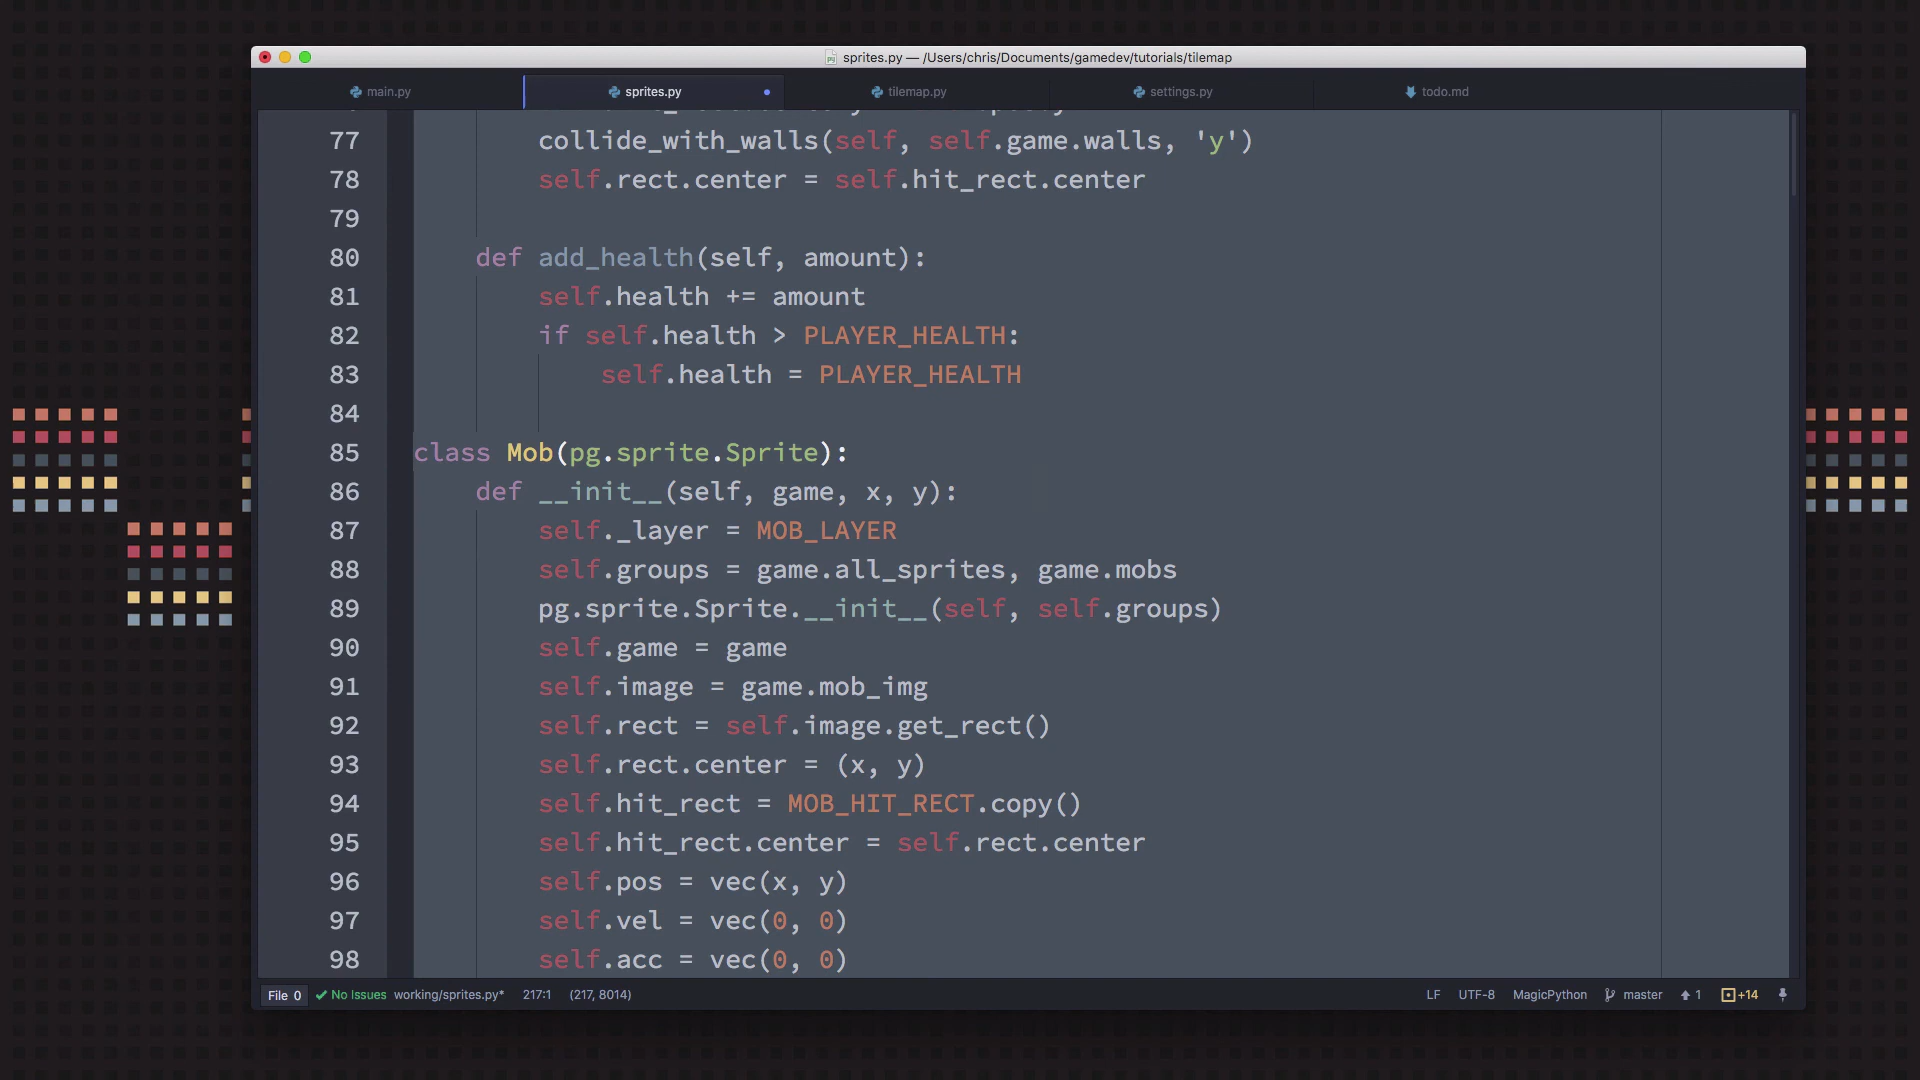 sprites.py — /Users/chris/Documents/gamedev/tutorials/tilemap
main.py
sprites.py
tilemap.py
settings.py
todo.md
77 collide_with_walls(self, self.game.walls, 'y')
78 self.rect.center = self.hit_rect.center
79
80 def add_health(self, amount):
81 self.health += amount
82 if self.health > PLAYER_HEALTH:
83 self.health = PLAYER_HEALTH
84
85 class Mob(pg.sprite.Sprite):
86 def __init__(self, game, x, y):
87 self._layer = MOB_LAYER
88 self.groups = game.all_sprites, game.mobs
89 pg.sprite.Sprite.__init__(self, self.groups)
90 self.game = game
91 self.image = game.mob_img
92 self.rect = self.image.get_rect()
93 self.rect.center = (x, y)
94 self.hit_rect = MOB_HIT_RECT.copy()
95 self.hit_rect.center = self.rect.center
96 self.pos = vec(x, y)
97 self.vel = vec(0, 0)
98 self.acc = vec(0, 0)
File 0 No Issues working/sprites.py* 217:1 (217, 8014) LF UTF-8 MagicPython master 1 +14